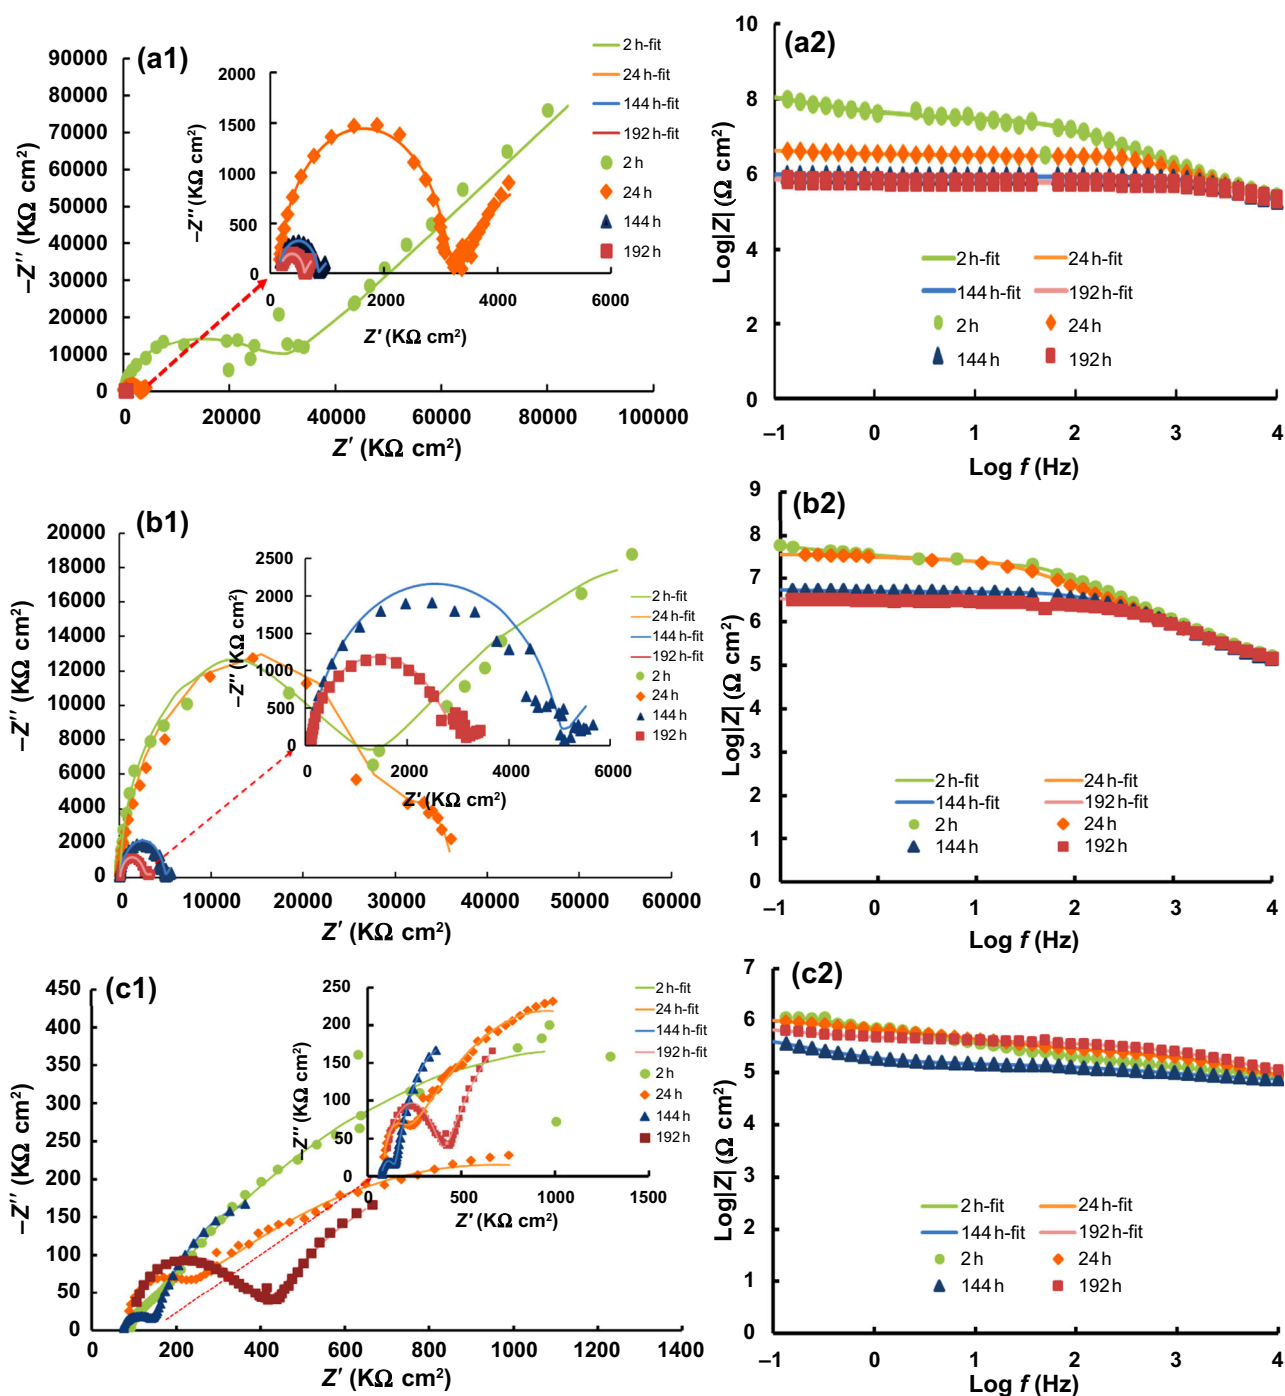 (a1)
90000
80000
70000
60000
50000
40000
30000
20000
10000
0
–Z″ (KΩ cm²)
0
20000
40000
60000
80000
100000
Z′ (KΩ cm²)
2000
1500
1000
500
0
–Z″ (KΩ cm²)
0
2000
4000
6000
Z′ (KΩ cm²)
2 h-fit
24 h-fit
144 h-fit
192 h-fit
2 h
24 h
144 h
192 h
(a2)
10
8
6
4
2
0
Log|Z| (Ω cm²)
–1
0
1
2
3
4
Log f (Hz)
2 h-fit
24 h-fit
144 h-fit
192 h-fit
2 h
24 h
144 h
192 h
(b1)
20000
18000
16000
14000
12000
10000
8000
6000
4000
2000
0
–Z″ (KΩ cm²)
0
10000
20000
30000
40000
50000
60000
Z′ (KΩ cm²)
2500
2000
1500
1000
500
0
–Z″ (KΩ cm²)
0
2000
4000
6000
Z′ (KΩ cm²)
2 h-fit
24 h-fit
144 h-fit
192 h-fit
2 h
24 h
144 h
192 h
(b2)
9
8
7
6
5
4
3
2
1
0
Log|Z| (Ω cm²)
–1
0
1
2
3
4
Log f (Hz)
2 h-fit
24 h-fit
144 h-fit
192 h-fit
2 h
24 h
144 h
192 h
(c1)
450
400
350
300
250
200
150
100
50
0
–Z″ (KΩ cm²)
0
200
400
600
800
1000
1200
1400
Z′ (KΩ cm²)
250
200
150
100
50
0
–Z″ (KΩ cm²)
0
500
1000
1500
Z′ (KΩ cm²)
2 h-fit
24 h-fit
144 h-fit
192 h-fit
2 h
24 h
144 h
192 h
(c2)
7
6
5
4
3
2
1
0
Log|Z| (Ω cm²)
–1
0
1
2
3
4
Log f (Hz)
2 h-fit
24 h-fit
144 h-fit
192 h-fit
2 h
24 h
144 h
192 h